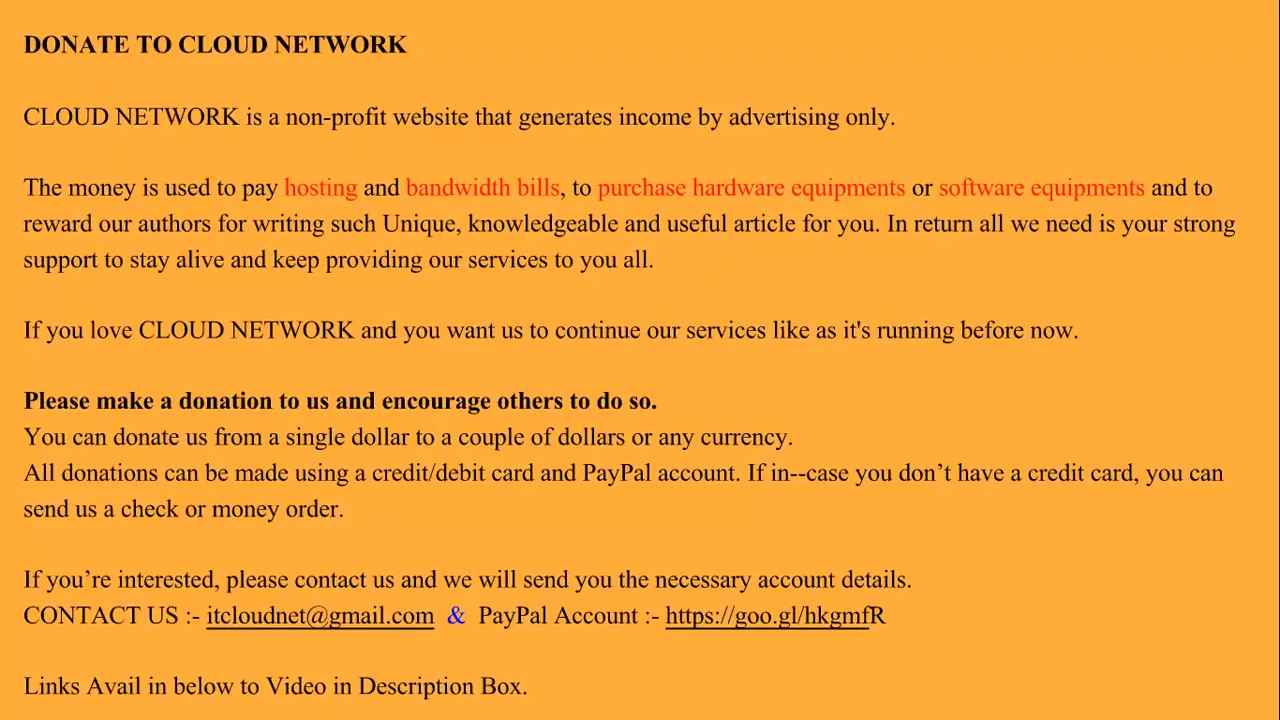 DONATE TO CLOUD NETWORK
CLOUD NETWORK is a non-profit website that generates income by advertising only.
The money is used to pay hosting and bandwidth bills, to purchase hardware equipments or software equipments and to
reward our authors for writing such Unique, knowledgeable and useful article for you. In return all we need is your strong
support to stay alive and keep providing our services to you all.
If you love CLOUD NETWORK and you want us to continue our services like as it's running before now.
Please make a donation to us and encourage others to do so.
You can donate us from a single dollar to a couple of dollars or any currency.
All donations can be made using a credit/debit card and PayPal account. If in--case you don’t have a credit card, you can
send us a check or money order.
If you’re interested, please contact us and we will send you the necessary account details.
CONTACT US :- itcloudnet@gmail.com & PayPal Account :- https://goo.gl/hkgmfR
Links Avail in below to Video in Description Box.